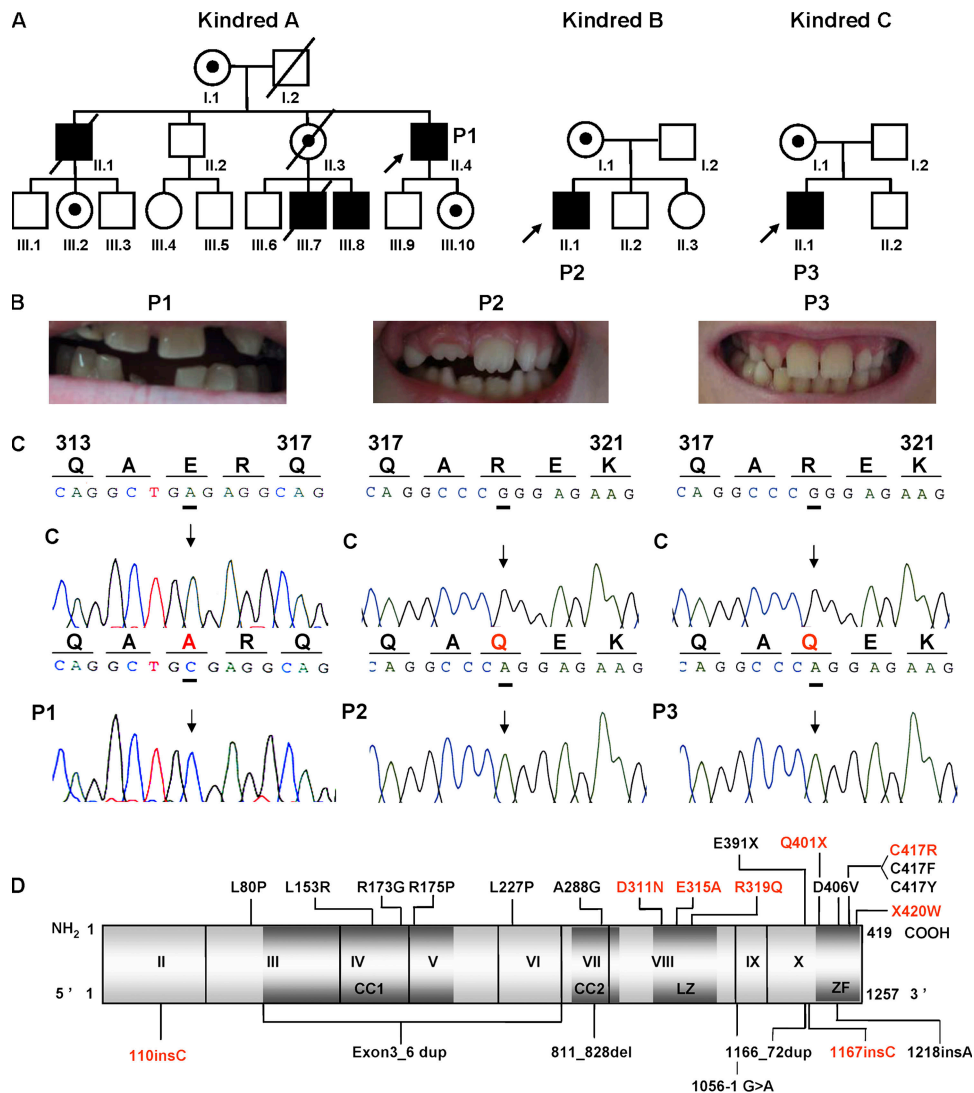 A Kindred A Kindred B Kindred C
I.1 I.2
P1
II.1 II.2 II.3 II.4 I.1 I.2 I.1 I.2
III.1 III.2 III.3 III.4 III.5 III.6 III.7 III.8 III.9 III.10 II.1 II.2 II.3 II.1 II.2
P2 P3
B P1 P2 P3
C 313 317 317 321 317 321
Q A E R Q Q A R E K Q A R E K
CAGGCTGAGAGGCAG CAGGCCCGGGAGAAG CAGGCCCGGGAGAAG
C C C
Q A A R Q Q A Q E K Q A Q E K
CAGGCTGCGAGGCAG CAGGCCCAGGAGAAG CAGGCCCAGGAGAAG
P1 P2 P3
E391X Q401X C417R
D L80P L153R R173G R175P L227P A288G D311N E315A R319Q D406V C417F
C417Y
X420W
NH2 1 419 COOH
II III IV V VI VII VIII IX X
CC1 CC2 LZ ZF
5' 1 1257 3'
110insC Exon3_6 dup 811_828del 1166_72dup 1167insC 1218insA
1056-1 G>A